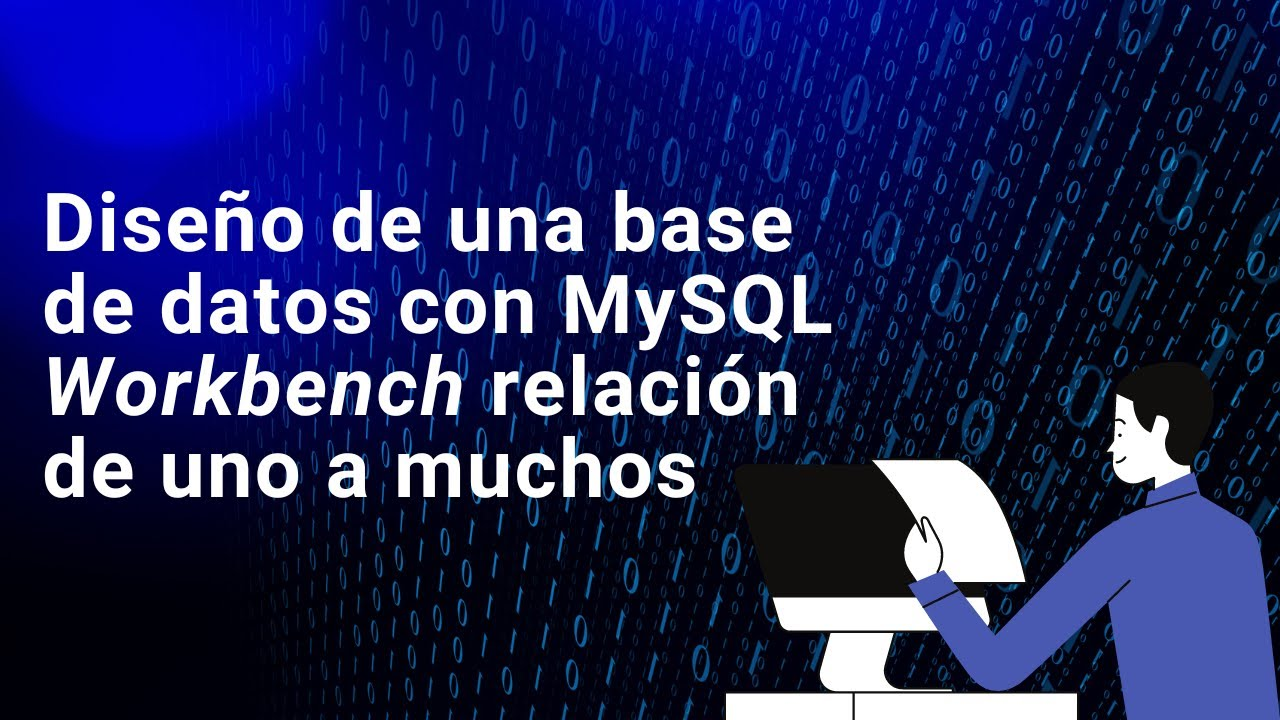 Diseño de una base
de datos con MySQL
Workbench relación
de uno a muchos